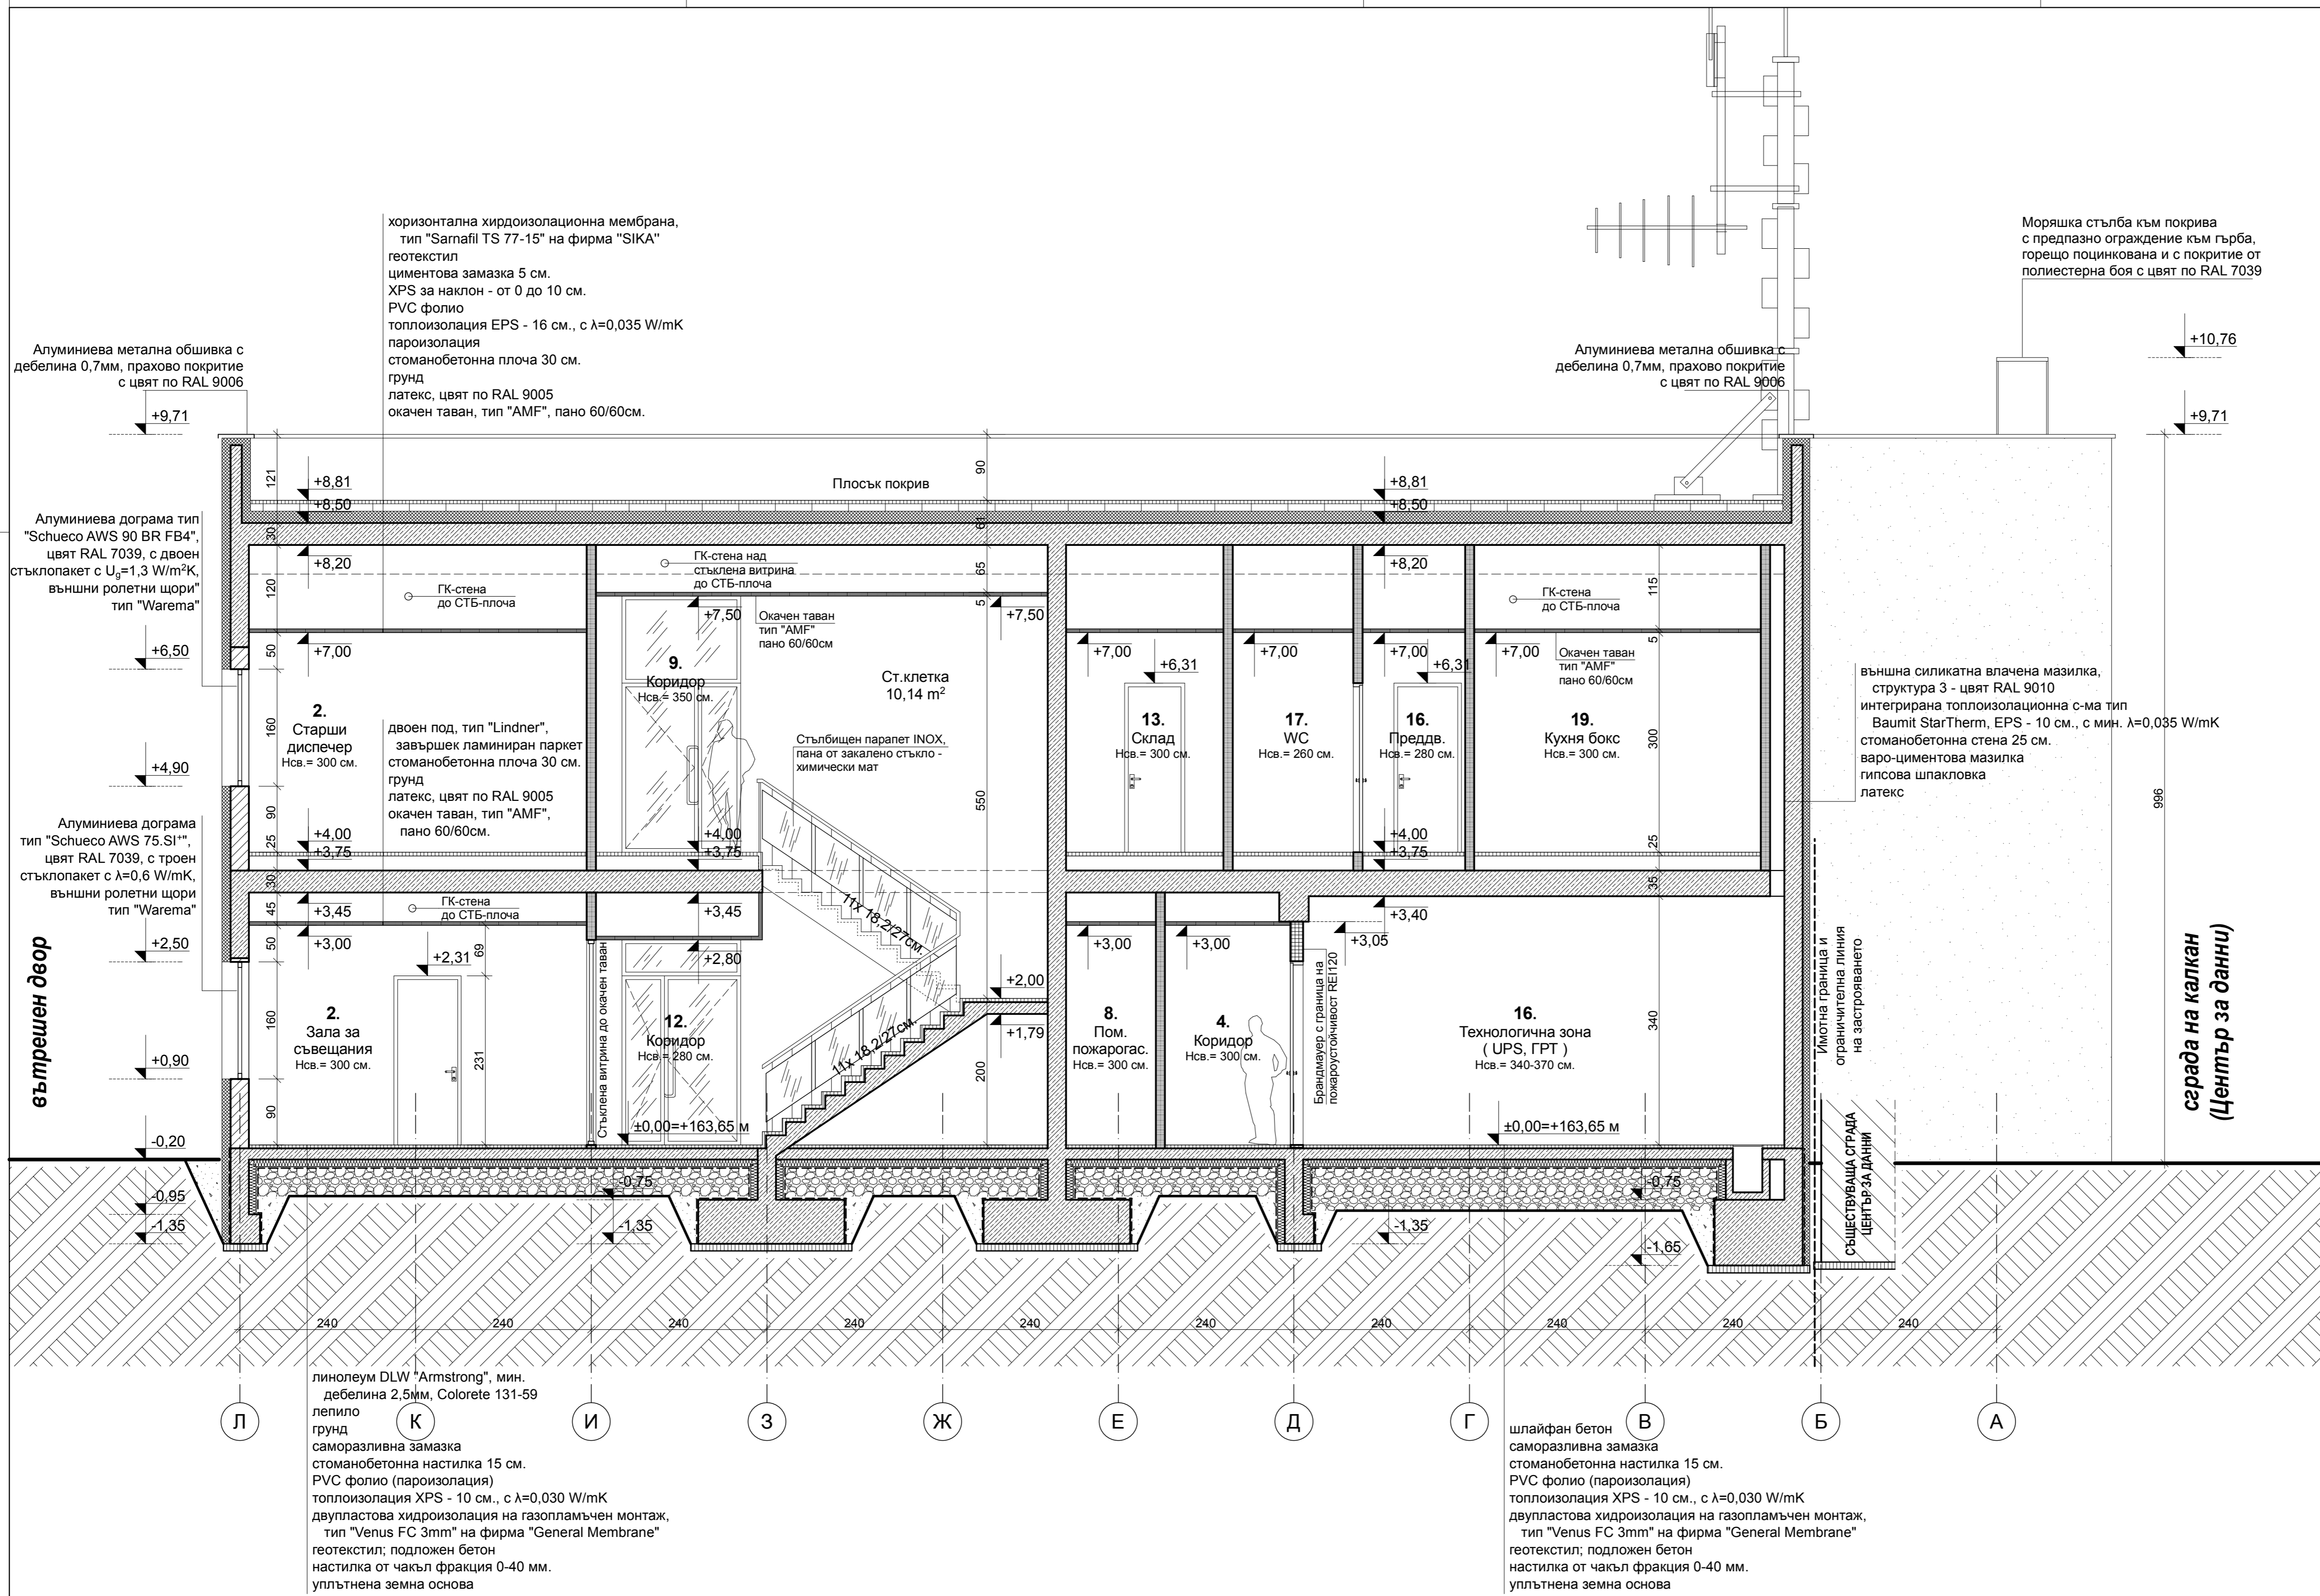 хоризонтална хирдоизолационна мембрана,
тип "Sarnafil TS 77-15" на фирма "SIKA"
геотекстил
циментова замазка 5 см.
XPS за наклон - от 0 до 10 см.
PVC фолио
топлоизолация EPS - 16 см., с λ=0,035 W/mK
пароизолация
стоманобетонна плоча 30 см.
грунд
латекс, цвят по RAL 9005
окачен таван, тип "AMF", пано 60/60см.
Моряшка стълба към покрива
с предпазно ограждение към гърба,
горещо поцинкована и с покритие от
полиестерна боя с цвят по RAL 7039
Алуминиева метална обшивка с
дебелина 0,7мм, прахово покритие
с цвят по RAL 9006
+9,71
Алуминиева метална обшивка с
дебелина 0,7мм, прахово покритие
с цвят по RAL 9006
+10,76
+9,71
Плосък покрив
121
+8,81
+8,50
90
+8,81
+8,50
Алуминиева дограма тип
"Schueco AWS 90 BR FB4",
цвят RAL 7039, с двоен
стъклопакет с Ug=1,3 W/m²K,
външни ролетни щори"
тип "Warema"
30
61
+8,20
+8,20
120
65
115
ГК-стена
до СТБ-плоча
ГК-стена над
стъклена витрина
до СТБ-плоча
ГК-стена
до СТБ-плоча
+7,50
Окачен таван
тип "AMF"
пано 60/60см
5
+7,50
+6,50
50
+7,00
+7,00
+6,31
+7,00
+7,00
+6,31
+7,00
Окачен таван
тип "AMF"
пано 60/60см
5
9.
Коридор
Нсв.= 350 см.
Ст.клетка
10,14 m²
външна силикатна влачена мазилка,
структура 3 - цвят RAL 9010
интегрирана топлоизолационна с-ма тип
Baumit StarTherm, EPS - 10 см., с мин. λ=0,035 W/mK
стоманобетонна стена 25 см.
варо-циментова мазилка
гипсова шпакловка
латекс
160
2.
Старши
диспечер
Нсв.= 300 см.
двоен под, тип "Lindner",
завършек ламиниран паркет
стоманобетонна плоча 30 см.
грунд
латекс, цвят по RAL 9005
окачен таван, тип "AMF",
пано 60/60см.
Стълбищен парапет INOX,
пана от закалено стъкло -
химически мат
13.
Склад
Нсв.= 300 см.
17.
WC
Нсв.= 260 см.
16.
Преддв.
Нсв.= 280 см.
19.
Кухня бокс
Нсв.= 300 см.
300
+4,90
90
550
996
Алуминиева дограма
тип "Schueco AWS 75.SI⁺",
цвят RAL 7039, с троен
стъклопакет с λ=0,6 W/mK,
външни ролетни щори
тип "Warema"
25
+4,00
+3,75
+4,00
+3,75
+4,00
+3,75
25
30
35
45
+3,45
ГК-стена
до СТБ-плоча
+3,45
+3,40
11x 18,2/27см.
+2,50
50
+3,00
+2,31
69
+2,80
+3,00
+3,00
+3,05
вътрешен двор
Стъклена витрина до окачен таван
Брандмауер с граница на
пожароустойчивост REI120
Имотна граница и
ограничителна линия
на застрояването
сграда на калкан
(Център за данни)
+2,00
+1,79
160
2.
Зала за
съвещания
Нсв.= 300 см.
231
12.
Коридор
Нсв.= 280 см.
11x 18,2/27см.
200
8.
Пом.
пожарогас.
Нсв.= 300 см.
4.
Коридор
Нсв.= 300 см.
16.
Технологична зона
( UPS, ГРТ )
Нсв.= 340-370 см.
340
+0,90
90
±0,00=+163,65 м
±0,00=+163,65 м
-0,20
-0,95
-1,35
-0,75
-1,35
-1,35
-0,75
-1,65
СЪЩЕСТВУВАЩА СГРАДА
ЦЕНТЪР ЗА ДАННИ
240
240
240
240
240
240
240
240
240
240
Л
К
И
З
Ж
Е
Д
Г
В
Б
А
линолеум DLW "Armstrong", мин.
дебелина 2,5мм, Colorete 131-59
лепило
грунд
саморазливна замазка
стоманобетонна настилка 15 см.
PVC фолио (пароизолация)
топлоизолация XPS - 10 см., с λ=0,030 W/mK
двупластова хидроизолация на газопламъчен монтаж,
тип "Venus FC 3mm" на фирма "General Membrane"
геотекстил; подложен бетон
настилка от чакъл фракция 0-40 мм.
уплътнена земна основа
шлайфан бетон
саморазливна замазка
стоманобетонна настилка 15 см.
PVC фолио (пароизолация)
топлоизолация XPS - 10 см., с λ=0,030 W/mK
двупластова хидроизолация на газопламъчен монтаж,
тип "Venus FC 3mm" на фирма "General Membrane"
геотекстил; подложен бетон
настилка от чакъл фракция 0-40 мм.
уплътнена земна основа